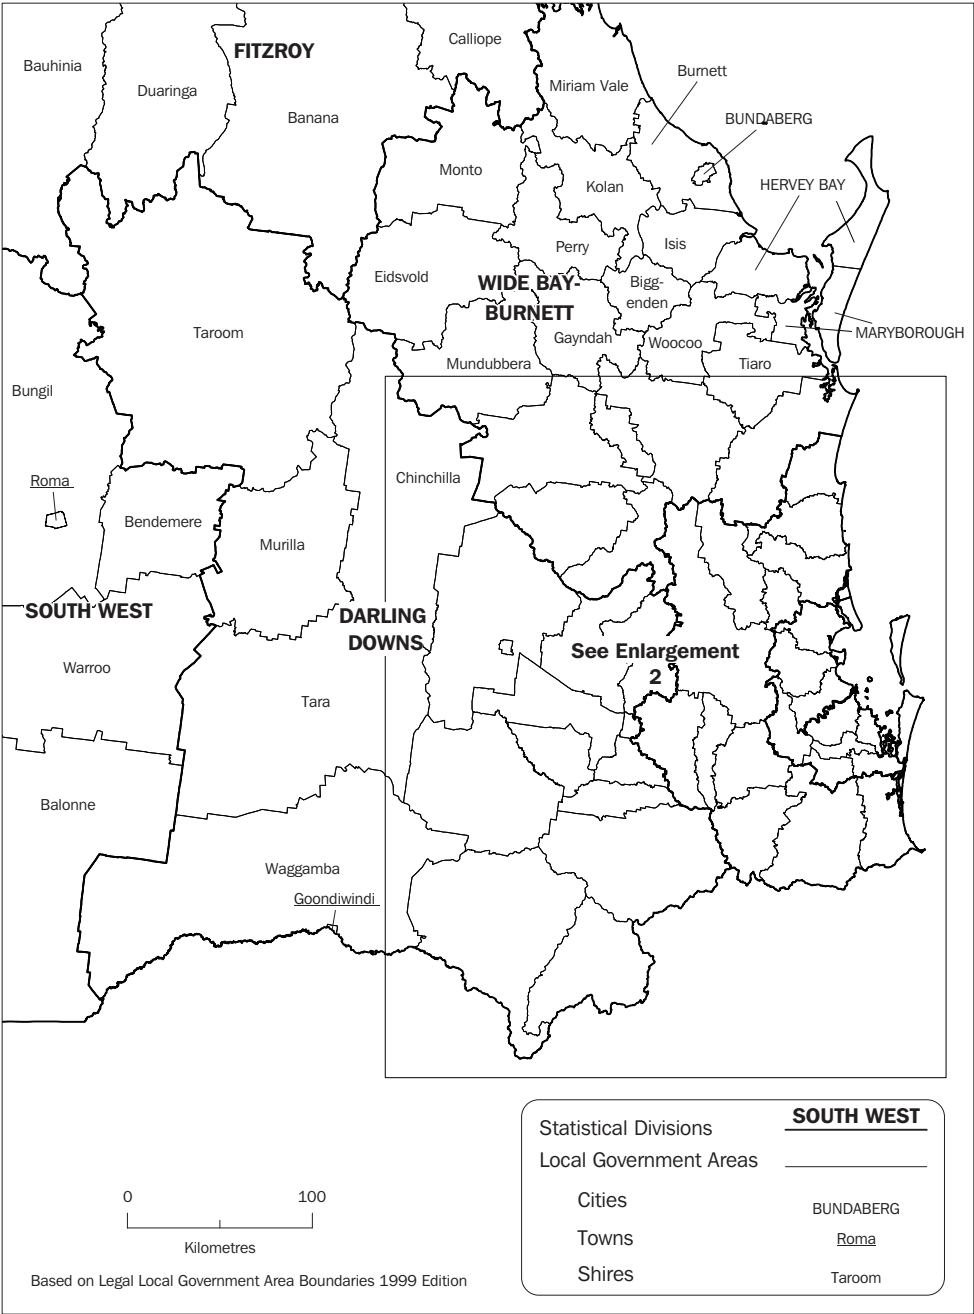 Calliope
FITZROY
Bauhinia
Burnett
Miriam Vale
Duaringa
Banana
BUNDABERG
Monto
HERVEY BAY
Kolan
Isis
Perry
Eidsvold
WIDE BAY-
BURNETT
Bigg-
enden
Taroom
MARYBOROUGH
Gayndah
Woocoo
Mundubbera
Tiaro
Bungil
Chinchilla
Roma
Bendemere
Murilla
SOUTH WEST
DARLING
DOWNS
See Enlargement
2
Warroo
Tara
Balonne
Waggamba
Goondiwindi
Statistical Divisions
SOUTH WEST
Local Government Areas
Cities
BUNDABERG
Towns
Roma
Shires
Taroom
0 100
Kilometres
Based on Legal Local Government Area Boundaries 1999 Edition